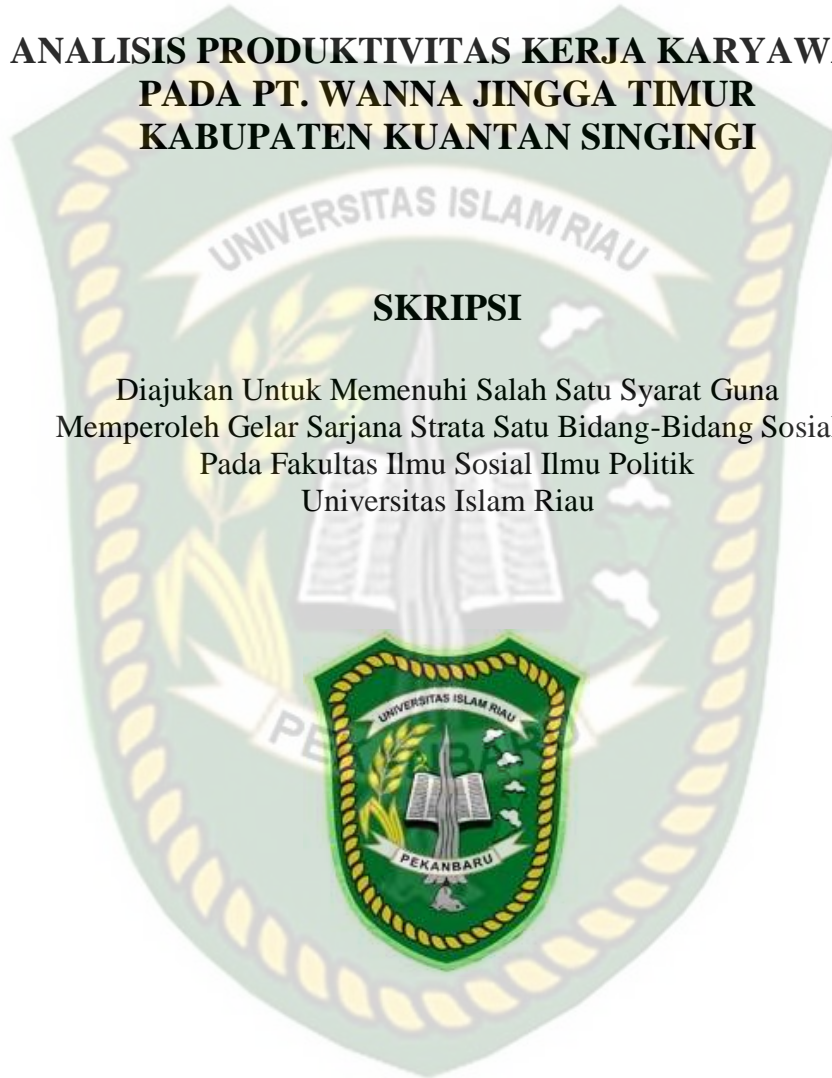 ANALISIS PRODUKTIVITAS KERJA KARYAWA
PADA PT. WANNA JINGGA TIMUR
KABUPATEN KUANTAN SINGINGI
UNIVERSITAS ISLAM RIAU
SKRIPSI
Diajukan Untuk Memenuhi Salah Satu Syarat Guna
Memperoleh Gelar Sarjana Strata Satu Bidang-Bidang Sosial
Pada Fakultas Ilmu Sosial Ilmu Politik
Universitas Islam Riau
UNIVERSITAS ISLAM RIAU
PEKANBARU
PEKANBARU